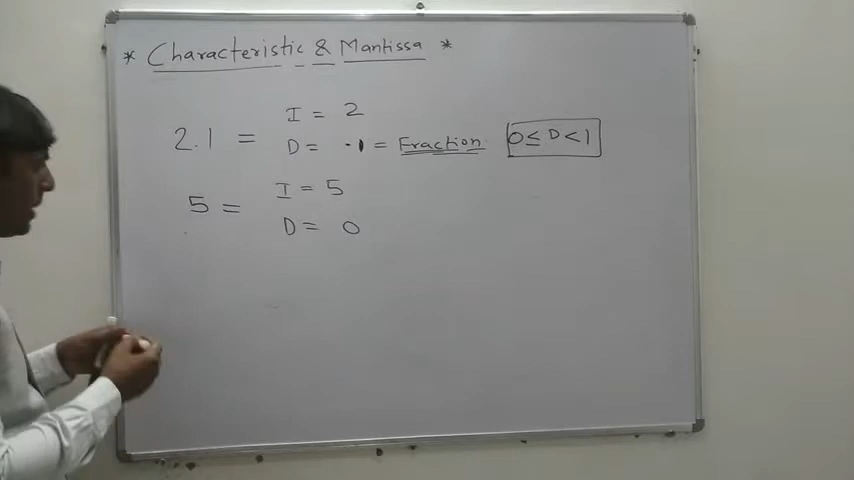 * Characteristic & Mantissa *
I = 2
2.1 =
D = .1 = Fraction 0 ≤ D < 1
I = 5
5 =
D = 0